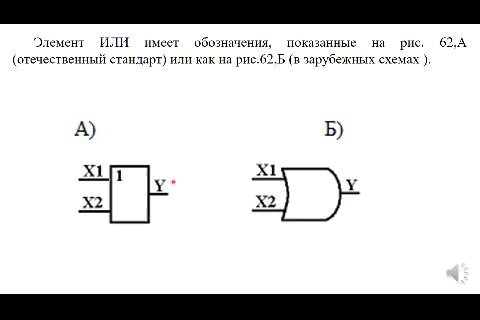 Элемент ИЛИ имеет обозначения, показанные на рис. 62,А
(отечественный стандарт) или как на рис.62,Б (в зарубежных схемах ).
А) Б)
X1 1 Y X2
X1 Y X2